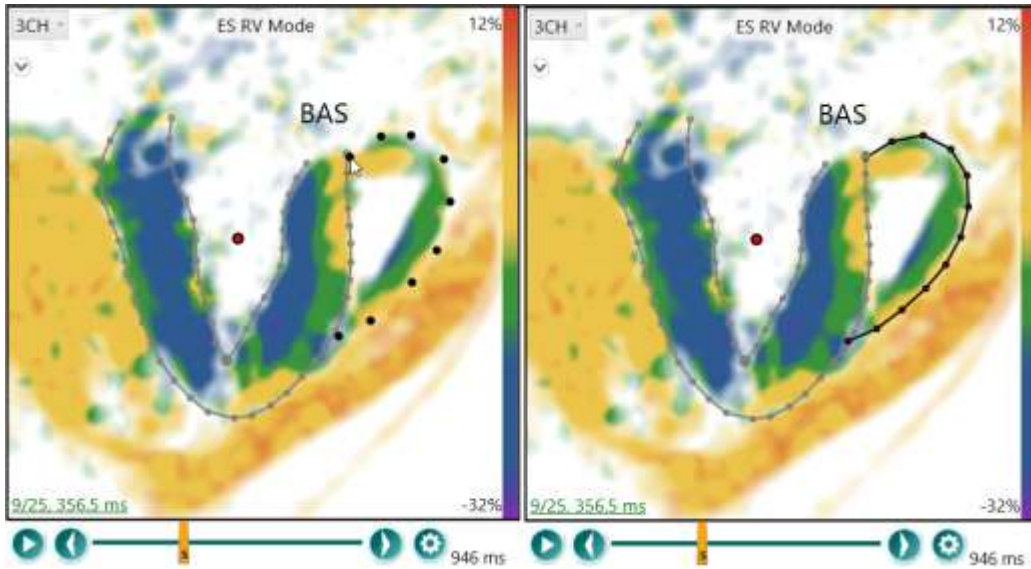 3CH ES RV Mode 12%
BAS
9/25, 356.5 ms -32%
S
946 ms
3CH ES RV Mode 12%
BAS
9/25, 356.5 ms -32%
S
946 ms